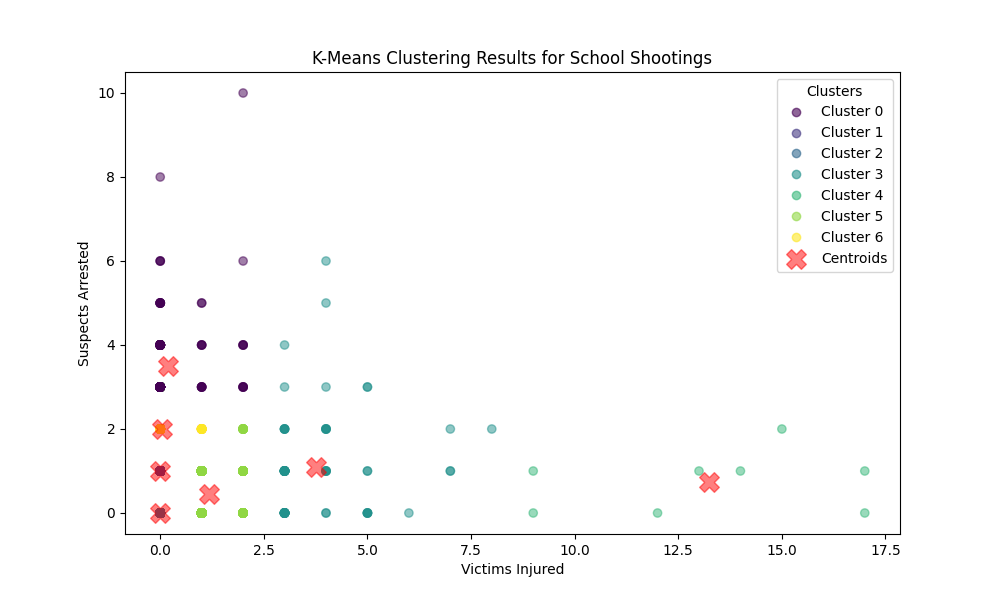 K-Means Clustering Results for School Shootings
Suspects Arrested
10
8
6
4
2
0
0.0
2.5
5.0
7.5
10.0
12.5
15.0
17.5
Victims Injured
Clusters
Cluster 0
Cluster 1
Cluster 2
Cluster 3
Cluster 4
Cluster 5
Cluster 6
Centroids